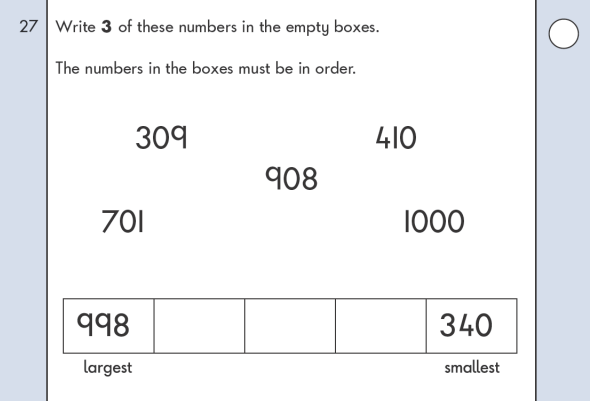 27 Write 3 of these numbers in the empty boxes.
The numbers in the boxes must be in order.
309 410
908
701 1000
998 340
largest smallest